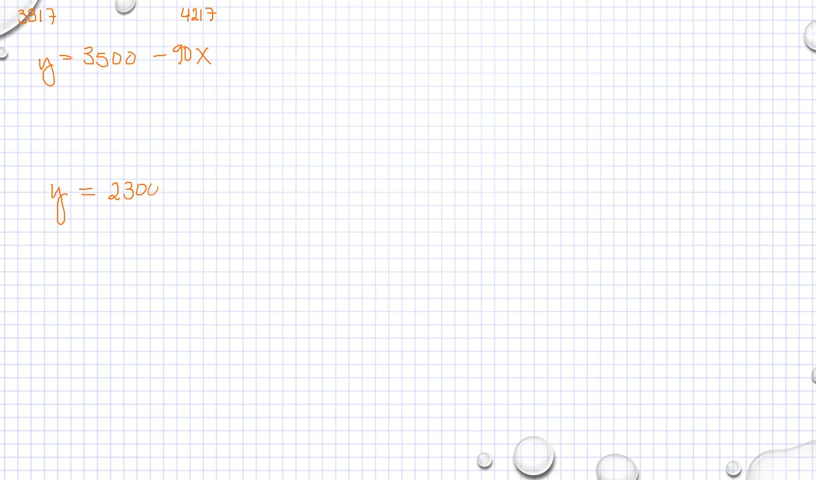 3817 4217
y = 3500 - 90x
y = 2300